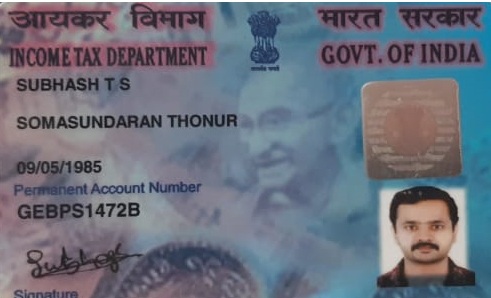 आयकर विभाग
भारत सरकार
INCOME TAX DEPARTMENT
GOVT. OF INDIA
SUBHASH T S
SOMASUNDARAN THONUR
09/05/1985
Permanent Account Number
GEBPS1472B
Signature